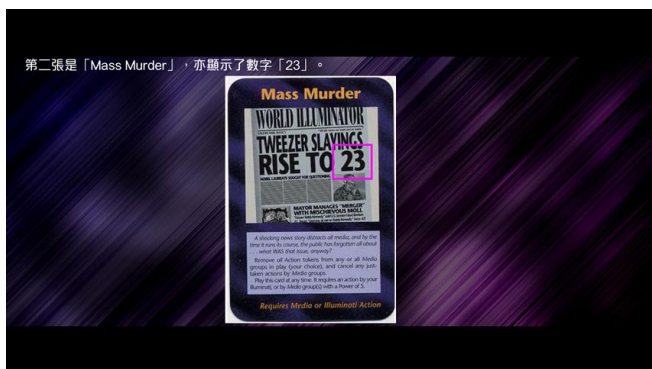 第二張是「Mass Murder」，亦顯示了數字「23」。
Mass Murder
WORLD ILLUMINATOR
TWEEZER SLAYINGS
RISE TO 23
NOBEL LAUREATE SOUGHT FOR QUESTIONING
MAYOR MANAGES "MERGER"
WITH MISCHIEVOUS MOLL
A shocking news story distracts all media, and by the
time it runs its course, the public has forgotten all about
. . . what WAS that issue, anyway?
Remove all Action tokens from any or all Media
groups in play (your choice), and cancel any just-
taken actions by Media groups.
Play this card at any time. It requires an action by your
Illuminati, or by Media group(s) with a Power of 5.
Requires Media or Illuminati Action